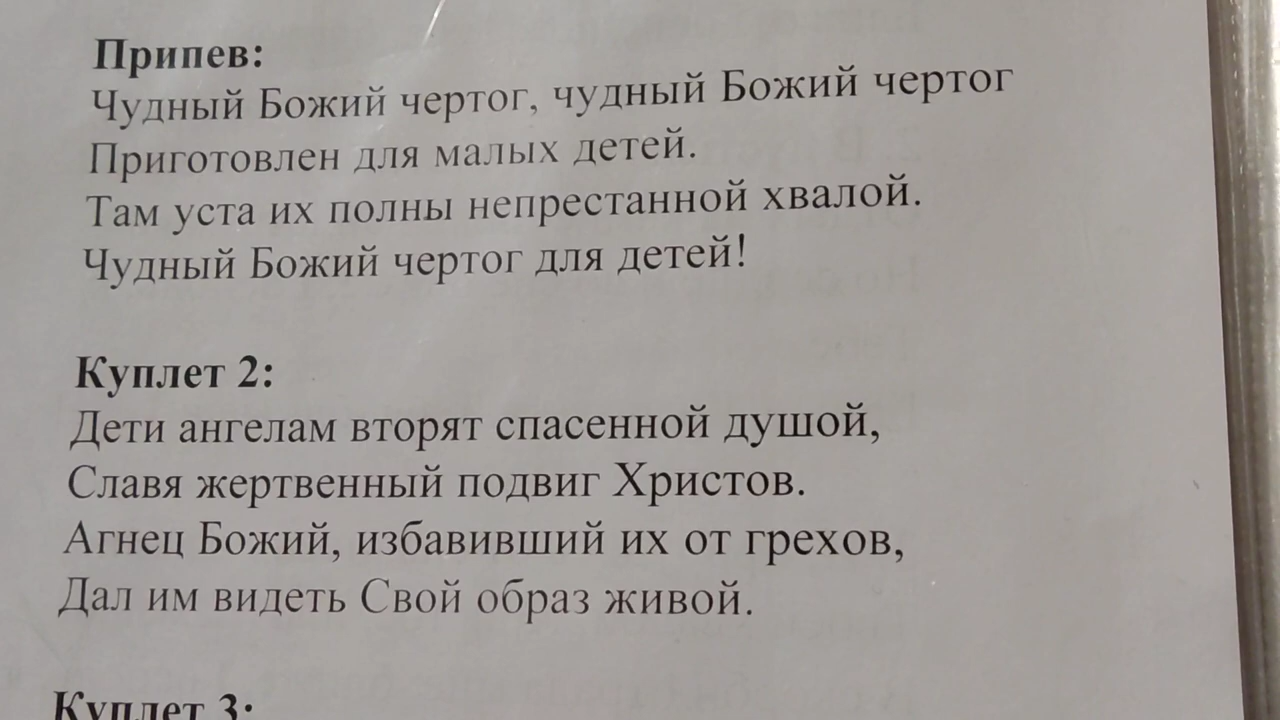 Припев:
Чудный Божий чертог, чудный Божий чертог
Приготовлен для малых детей.
Там уста их полны непрестанной хвалой.
Чудный Божий чертог для детей!
Куплет 2:
Дети ангелам вторят спасенной душой,
Славя жертвенный подвиг Христов.
Агнец Божий, избавивший их от грехов,
Дал им видеть Свой образ живой.
Куплет 3: